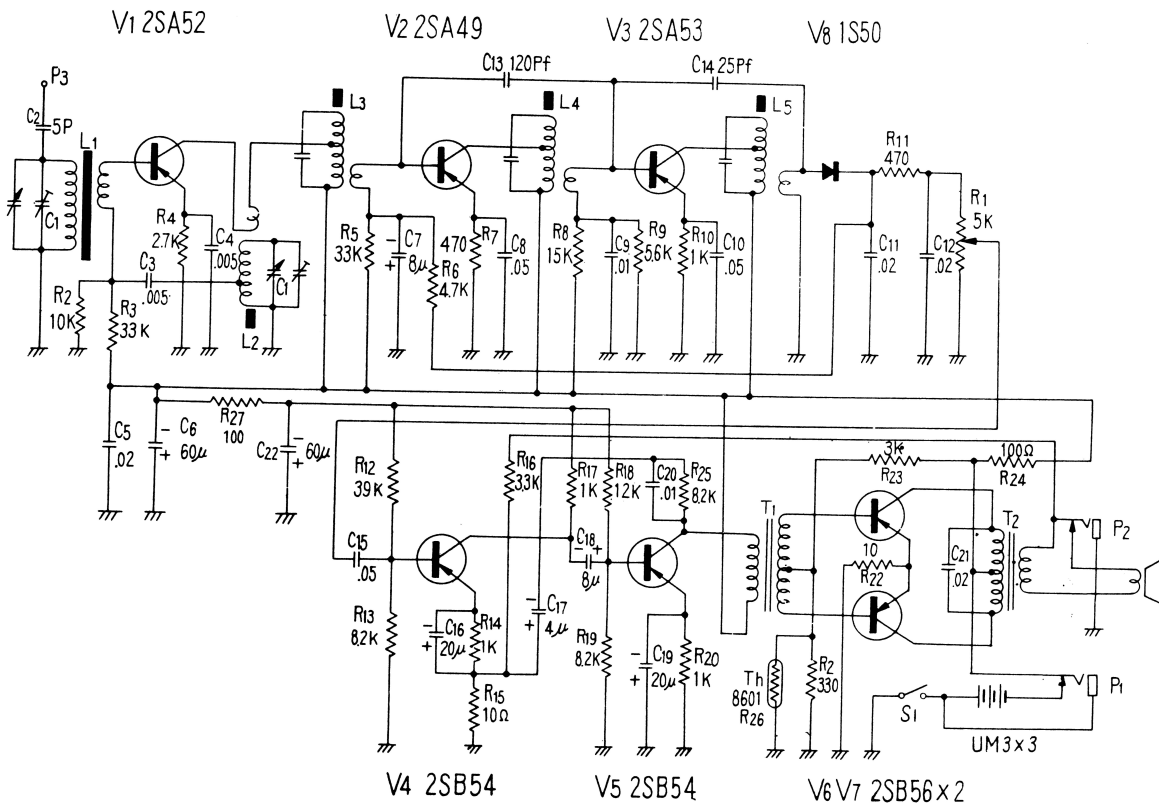 V1 2SA52
V2 2SA49
V3 2SA53
V8 1S50
P3
C2
5P
L1
C1
R4
2.7K
C4
.005
C3
.005
R2
10K
R3
33K
L2
C1
L3
C13 120Pf
R5
33K
C7
8μ
R6
4.7K
470
R7
C8
.05
L4
C14 25Pf
R8
15K
C9
.01
R9
5.6K
R10
1K
C10
.05
L5
R11
470
C11
.02
C12
.02
R1
5K
C5
.02
C6
60μ
R27
100
C22
60μ
R12
39K
C15
.05
R13
8.2K
C16
20μ
R14
1K
R15
10Ω
R16
3.3K
C17
4μ
R17
1K
R18
12K
C18
8μ
R19
8.2K
C20
.01
R25
8.2K
C19
20μ
R20
1K
T1
3K
R23
100Ω
R24
10
R22
C21
.02
T2
P2
Th
8601
R26
R2
330
S1
P1
UM3×3
V4 2SB54
V5 2SB54
V6 V7 2SB56×2